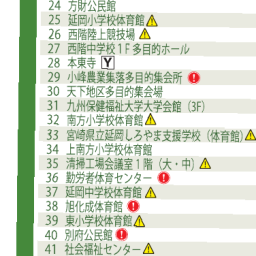 24 方財公民館
25 延岡小学校体育館
26 西階陸上競技場
27 西階中学校1F多目的ホール
28 本東寺 Y
29 小峰農業集落多目的集会所
30 天下地区多目的集会場
31 九州保健福祉大学大学会館（3F）
32 南方小学校体育館
33 宮崎県立延岡しろやま支援学校（体育館）
34 上南方小学校体育館
35 清掃工場会議室1階（大・中）
36 勤労者体育センター
37 延岡中学校体育館
38 旭化成体育館
39 東小学校体育館
40 別府公民館
41 社会福祉センター